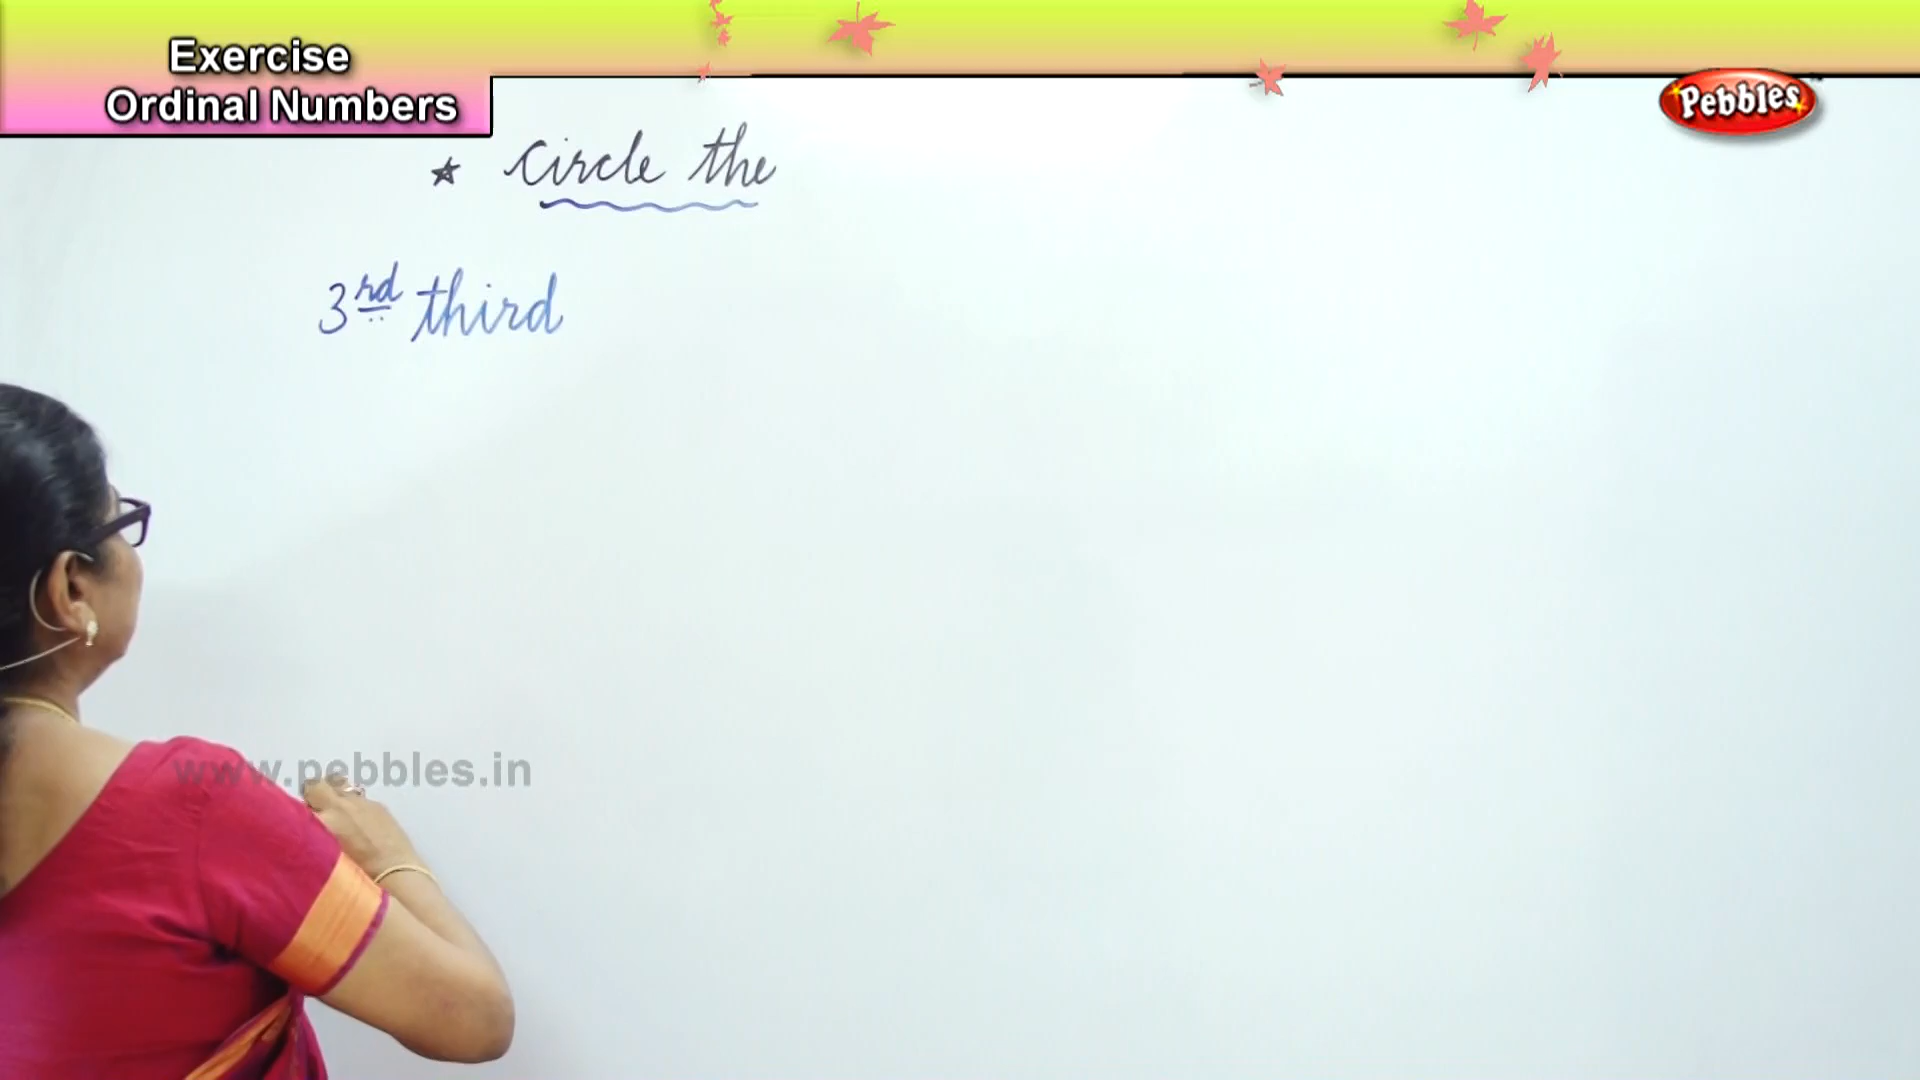 Exercise
Ordinal Numbers
Pebbles
★ circle the
3rd third
www.pebbles.in